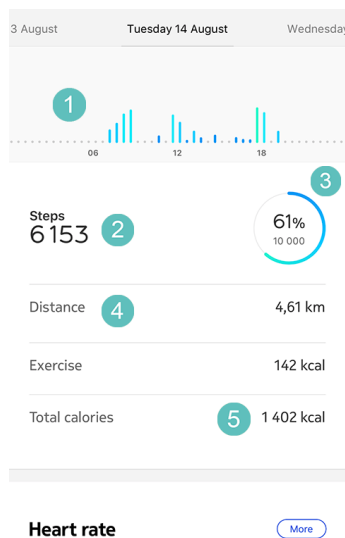 3 August Tuesday 14 August Wednesday
1
06 12 18
3
Steps
6 153
2
61%
10 000
Distance 4 4,61 km
Exercise 142 kcal
Total calories 5 1 402 kcal
Heart rate More